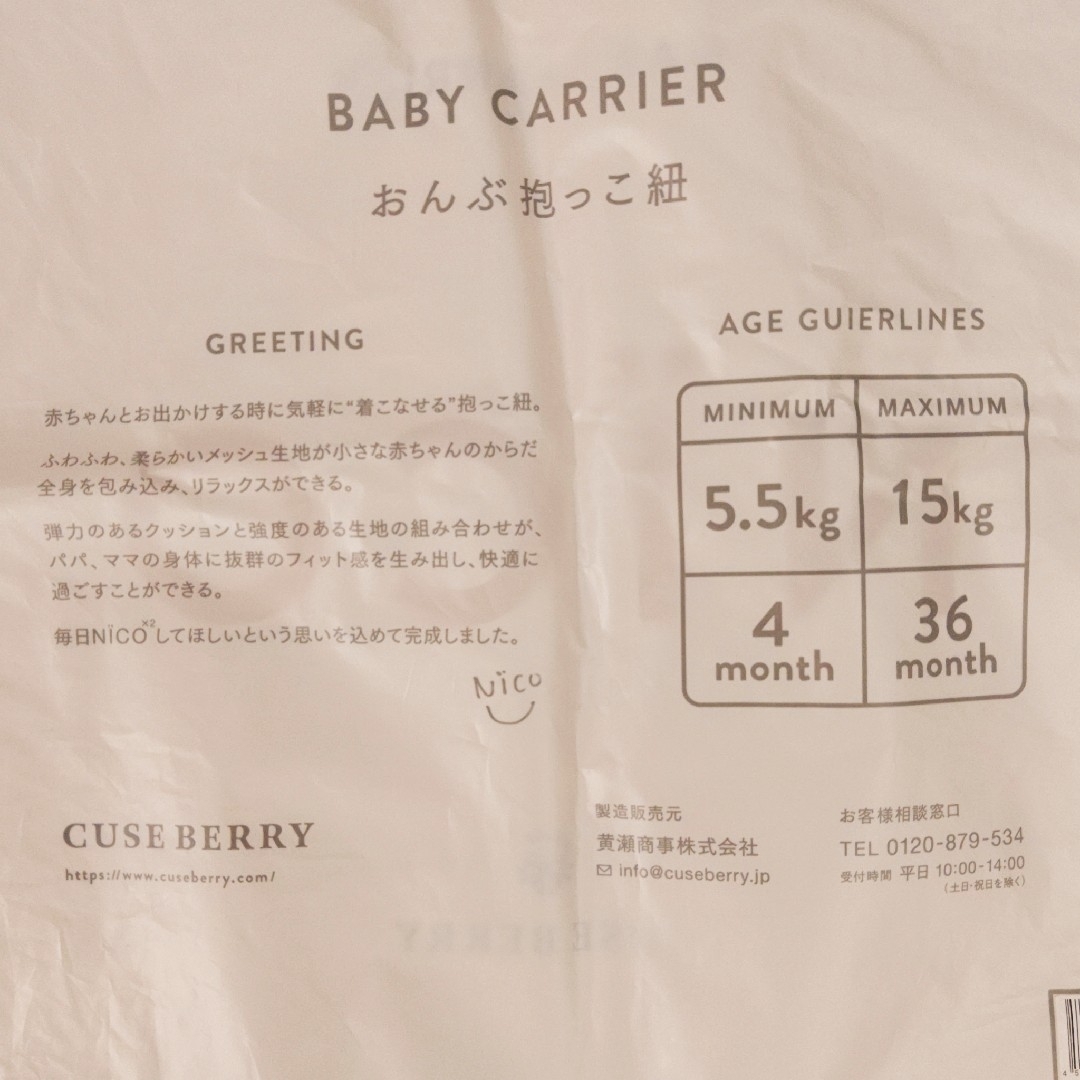 BABY CARRIER
おんぶ抱っこ紐
GREETING
赤ちゃんとお出かけする時に気軽に“着こなせる”抱っこ紐。
ふわふわ、柔らかいメッシュ生地が小さな赤ちゃんのからだ
全身を包み込み、リラックスができる。
弾力のあるクッションと強度のある生地の組み合わせが、
パパ、ママの身体に抜群のフィット感を生み出し、快適に
過ごすことができる。
毎日NÏCO×2してほしいという思いを込めて完成しました。
Nico
AGE GUIERLINES
MINIMUM MAXIMUM
5.5kg 15kg
4 month 36 month
CUSE BERRY
https://www.cuseberry.com/
製造販売元
黄瀬商事株式会社
info@cuseberry.jp
お客様相談窓口
TEL 0120-879-534
受付時間 平日 10:00-14:00
(土日・祝日を除く)